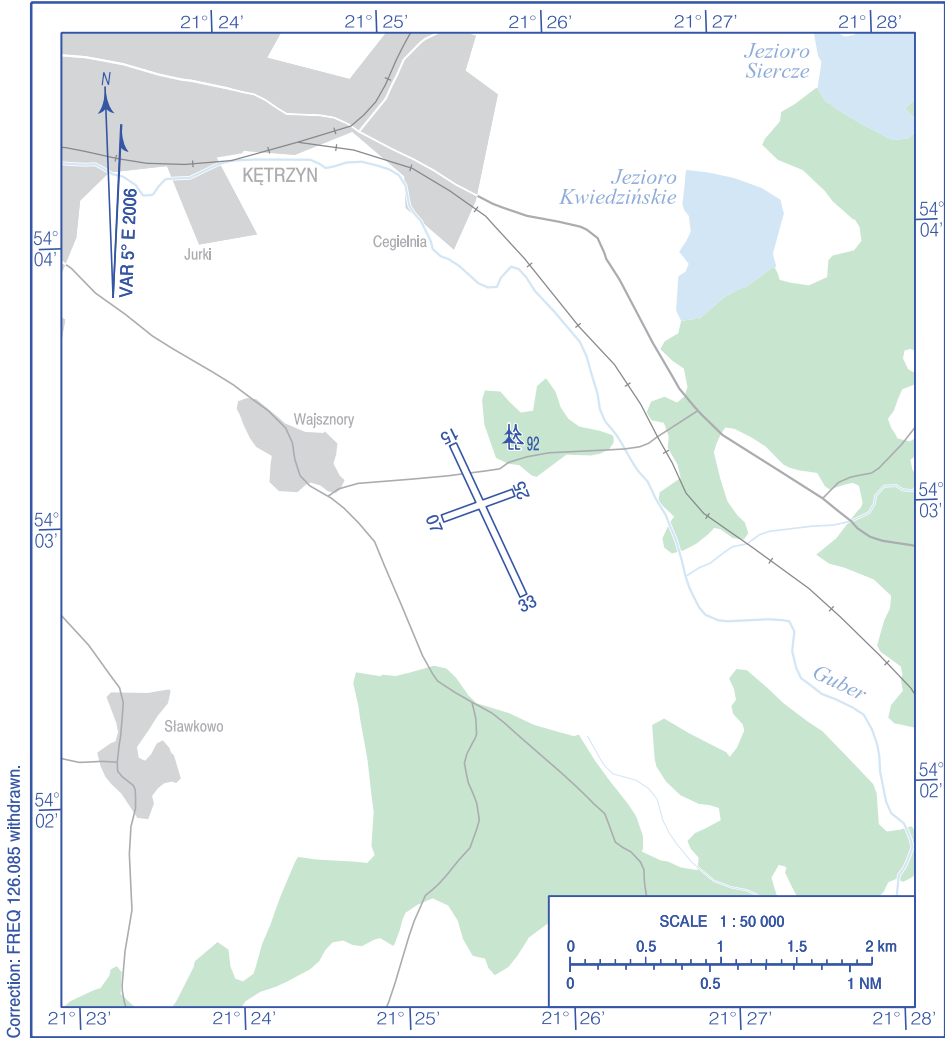 21° 24' 21° 25' 21° 26' 21° 27' 21° 28'
Jezioro
Siercze
N
KĘTRZYN
Jezioro
Kwiedzińskie
VAR 5° E 2006
Jurki
Cegielnia
54°
04'
54°
04'
Wajsznory
15
92
25
07
54°
03'
54°
03'
33
Guber
Sławkowo
54°
02'
54°
02'
Correction: FREQ 126.085 withdrawn.
SCALE 1 : 50 000
0 0.5 1 1.5 2 km
0 0.5 1 NM
21° 23' 21° 24' 21° 25' 21° 26' 21° 27' 21° 28'